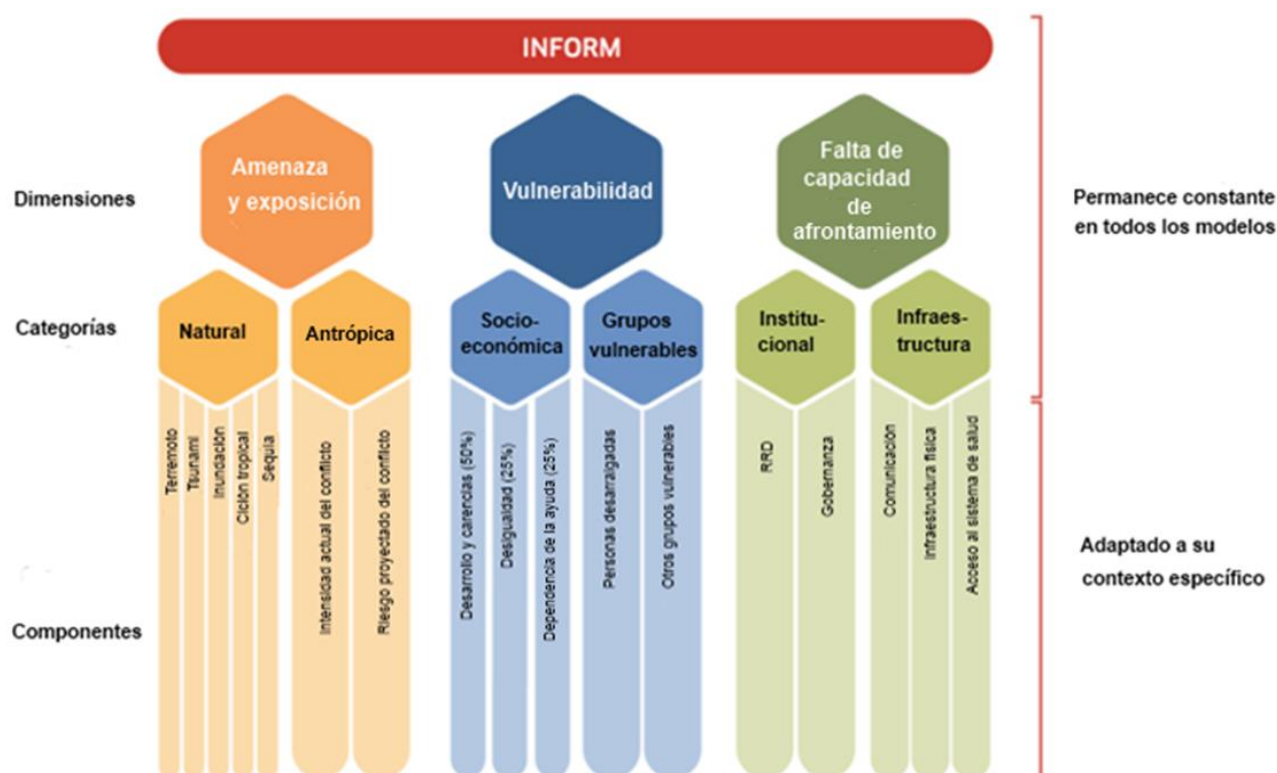 INFORM
Dimensiones
Amenaza
y exposición
Vulnerabilidad
Falta de
capacidad
de
afrontamiento
Permanece constante
en todos los modelos
Categorías
Natural
Antrópica
Socio-
económica
Grupos
vulnerables
Institu-
cional
Infraes-
tructura
Componentes
Terremoto
Tsunami
Inundación
Ciclón tropical
Sequía
Intensidad actual del conflicto
Riesgo proyectado del conflicto
Desarrollo y carencias (50%)
Desigualdad (25%)
Dependencia de la ayuda (25%)
Personas desarraigadas
Otros grupos vulnerables
RRD
Gobernanza
Comunicación
Infraestructura física
Acceso al sistema de salud
Adaptado a su
contexto específico